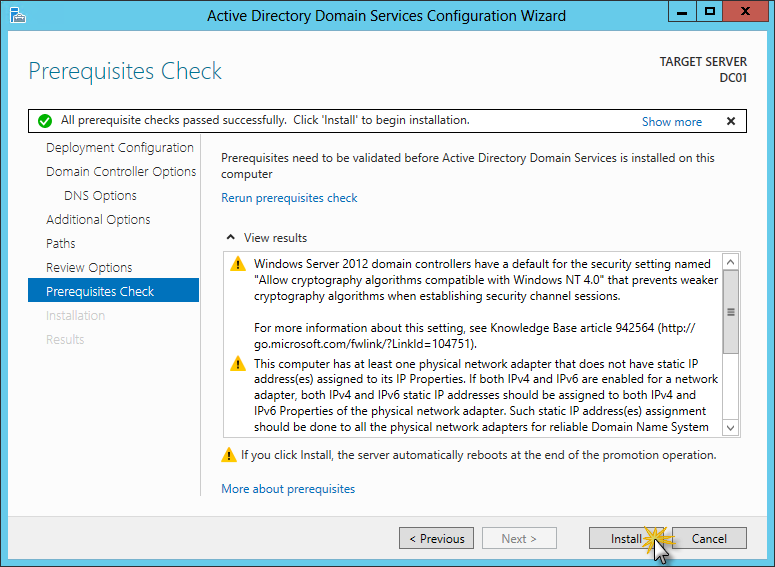 Active Directory Domain Services Configuration Wizard
Prerequisites Check
TARGET SERVER
DC01
All prerequisite checks passed successfully. Click 'Install' to begin installation.
Show more
Deployment Configuration
Domain Controller Options
DNS Options
Additional Options
Paths
Review Options
Prerequisites Check
Installation
Results
Prerequisites need to be validated before Active Directory Domain Services is installed on this
computer
Rerun prerequisites check
View results
Windows Server 2012 domain controllers have a default for the security setting named
"Allow cryptography algorithms compatible with Windows NT 4.0" that prevents weaker
cryptography algorithms when establishing security channel sessions.
For more information about this setting, see Knowledge Base article 942564 (http://
go.microsoft.com/fwlink/?LinkId=104751).
This computer has at least one physical network adapter that does not have static IP
address(es) assigned to its IP Properties. If both IPv4 and IPv6 are enabled for a network
adapter, both IPv4 and IPv6 static IP addresses should be assigned to both IPv4 and
IPv6 Properties of the physical network adapter. Such static IP address(es) assignment
should be done to all the physical network adapters for reliable Domain Name System
If you click Install, the server automatically reboots at the end of the promotion operation.
More about prerequisites
< Previous
Next >
Install
Cancel